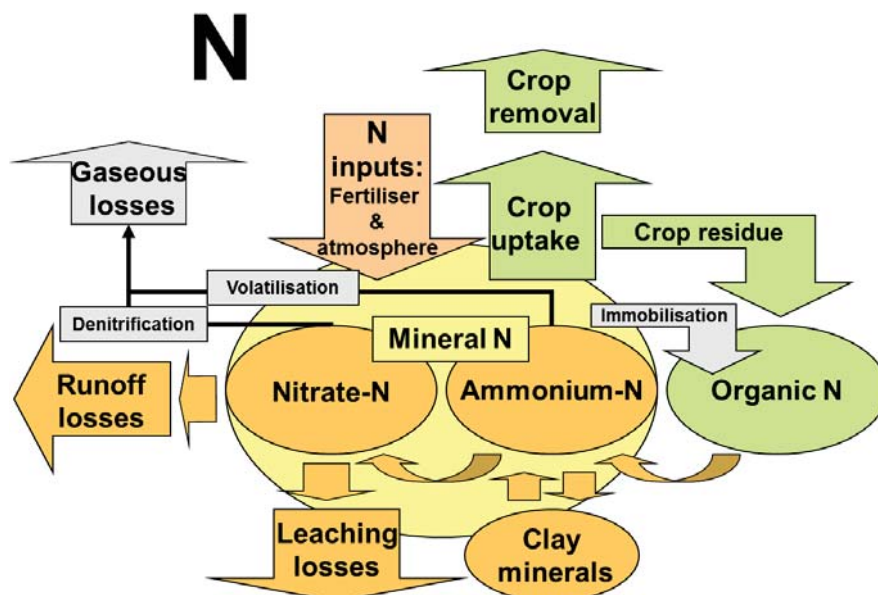 N
Crop
removal
N
inputs:
Fertiliser
&
atmosphere
Gaseous
losses
Crop
uptake
Crop residue
Volatilisation
Denitrification
Immobilisation
Mineral N
Runoff
losses
Nitrate-N
Ammonium-N
Organic N
Leaching
losses
Clay
minerals